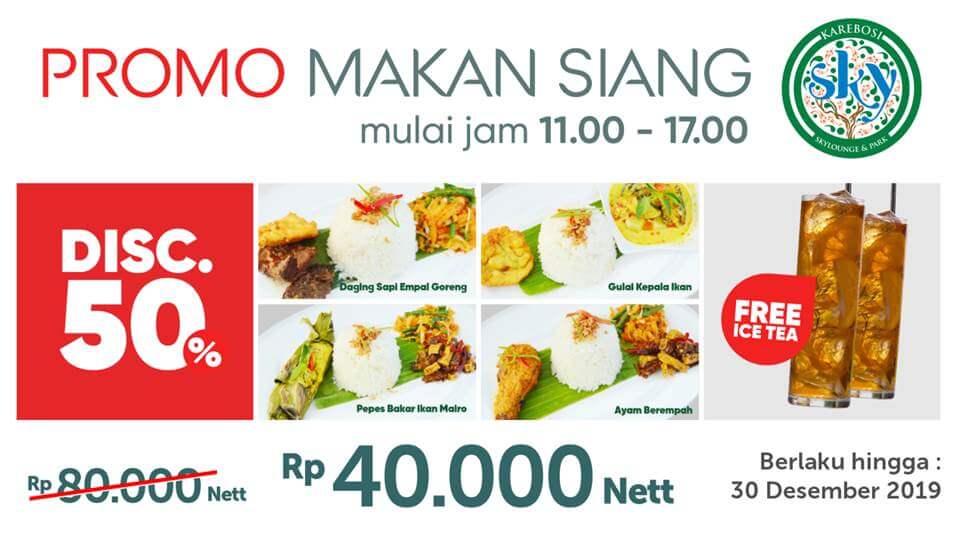 PROMO MAKAN SIANG
mulai jam 11.00 - 17.00
KAREBOSI
sky
SKYLOUNGE & PARK
DISC.
50%
Daging Sapi Empal Goreng
Gulai Kepala Ikan
Pepes Bakar Ikan Mairo
Ayam Berempah
FREE
ICE TEA
Rp 80.000 Nett
Rp 40.000 Nett
Berlaku hingga :
30 Desember 2019